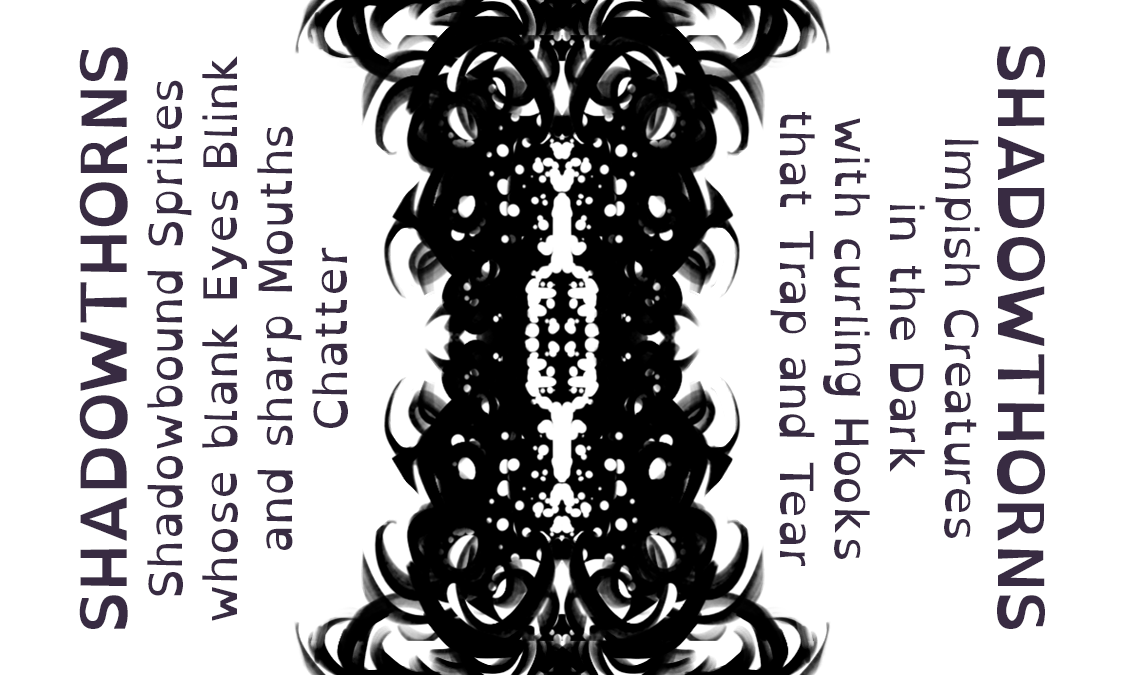 SHADOWTHORNS
Shadowbound Sprites
whose blank Eyes Blink
and sharp Mouths
Chatter
SHADOWTHORNS
Impish Creatures
in the Dark
with curling Hooks
that Trap and Tear